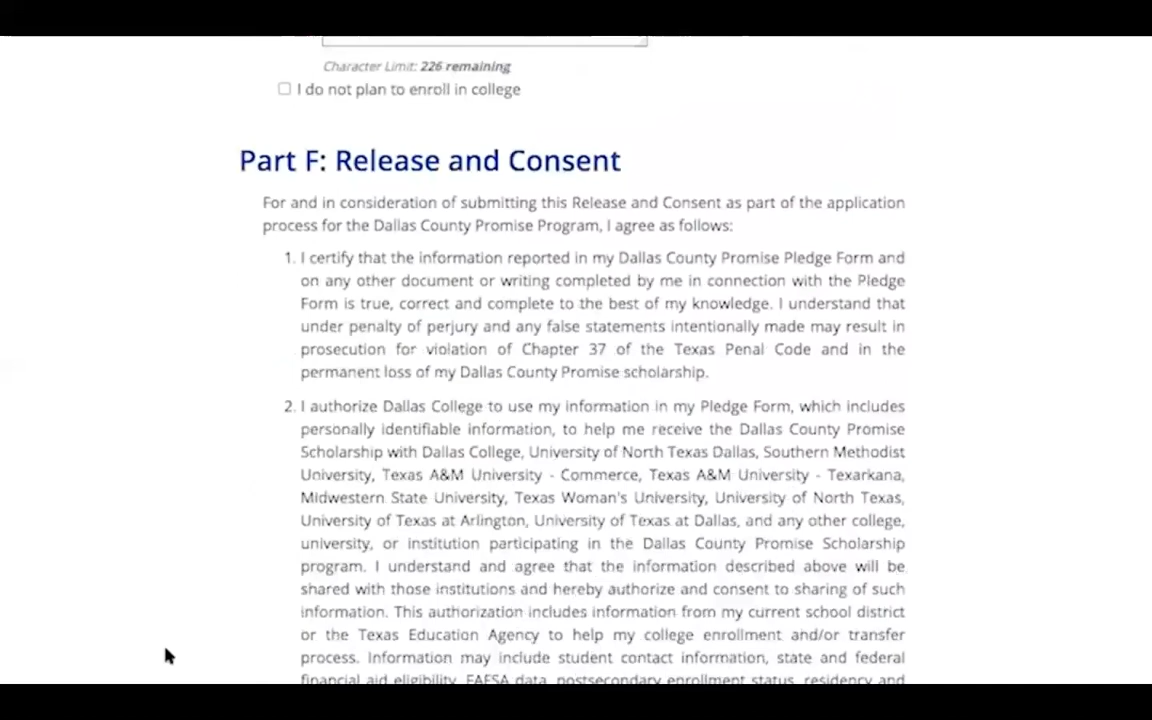 Character Limit: 226 remaining
I do not plan to enroll in college
Part F: Release and Consent
For and in consideration of submitting this Release and Consent as part of the application
process for the Dallas County Promise Program, I agree as follows:
1. I certify that the information reported in my Dallas County Promise Pledge Form and
on any other document or writing completed by me in connection with the Pledge
Form is true, correct and complete to the best of my knowledge. I understand that
under penalty of perjury and any false statements intentionally made may result in
prosecution for violation of Chapter 37 of the Texas Penal Code and in the
permanent loss of my Dallas County Promise scholarship.
2. I authorize Dallas College to use my information in my Pledge Form, which includes
personally identifiable information, to help me receive the Dallas County Promise
Scholarship with Dallas College, University of North Texas Dallas, Southern Methodist
University, Texas A&M University - Commerce, Texas A&M University - Texarkana,
Midwestern State University, Texas Woman's University, University of North Texas,
University of Texas at Arlington, University of Texas at Dallas, and any other college,
university, or institution participating in the Dallas County Promise Scholarship
program. I understand and agree that the information described above will be
shared with those institutions and hereby authorize and consent to sharing of such
information. This authorization includes information from my current school district
or the Texas Education Agency to help my college enrollment and/or transfer
process. Information may include student contact information, state and federal
financial aid eligibility, FAFSA data, postsecondary enrollment status, residency and